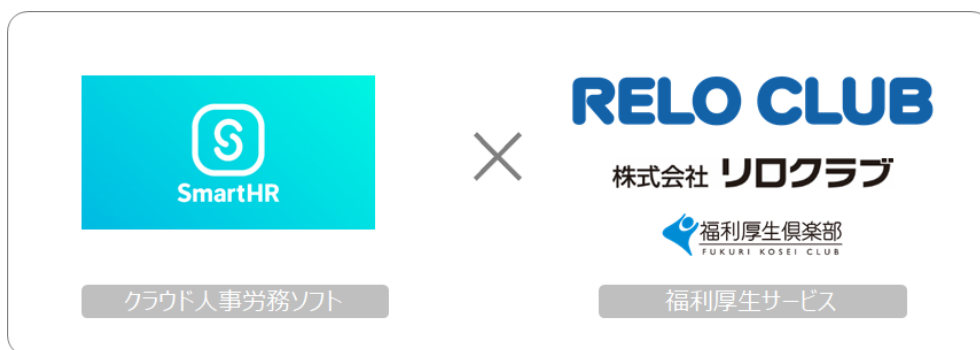 SmartHR
クラウド人事労務ソフト
×
RELO CLUB
株式会社 リロクラブ
福利厚生倶楽部
FUKURI KOSEI CLUB
福利厚生サービス